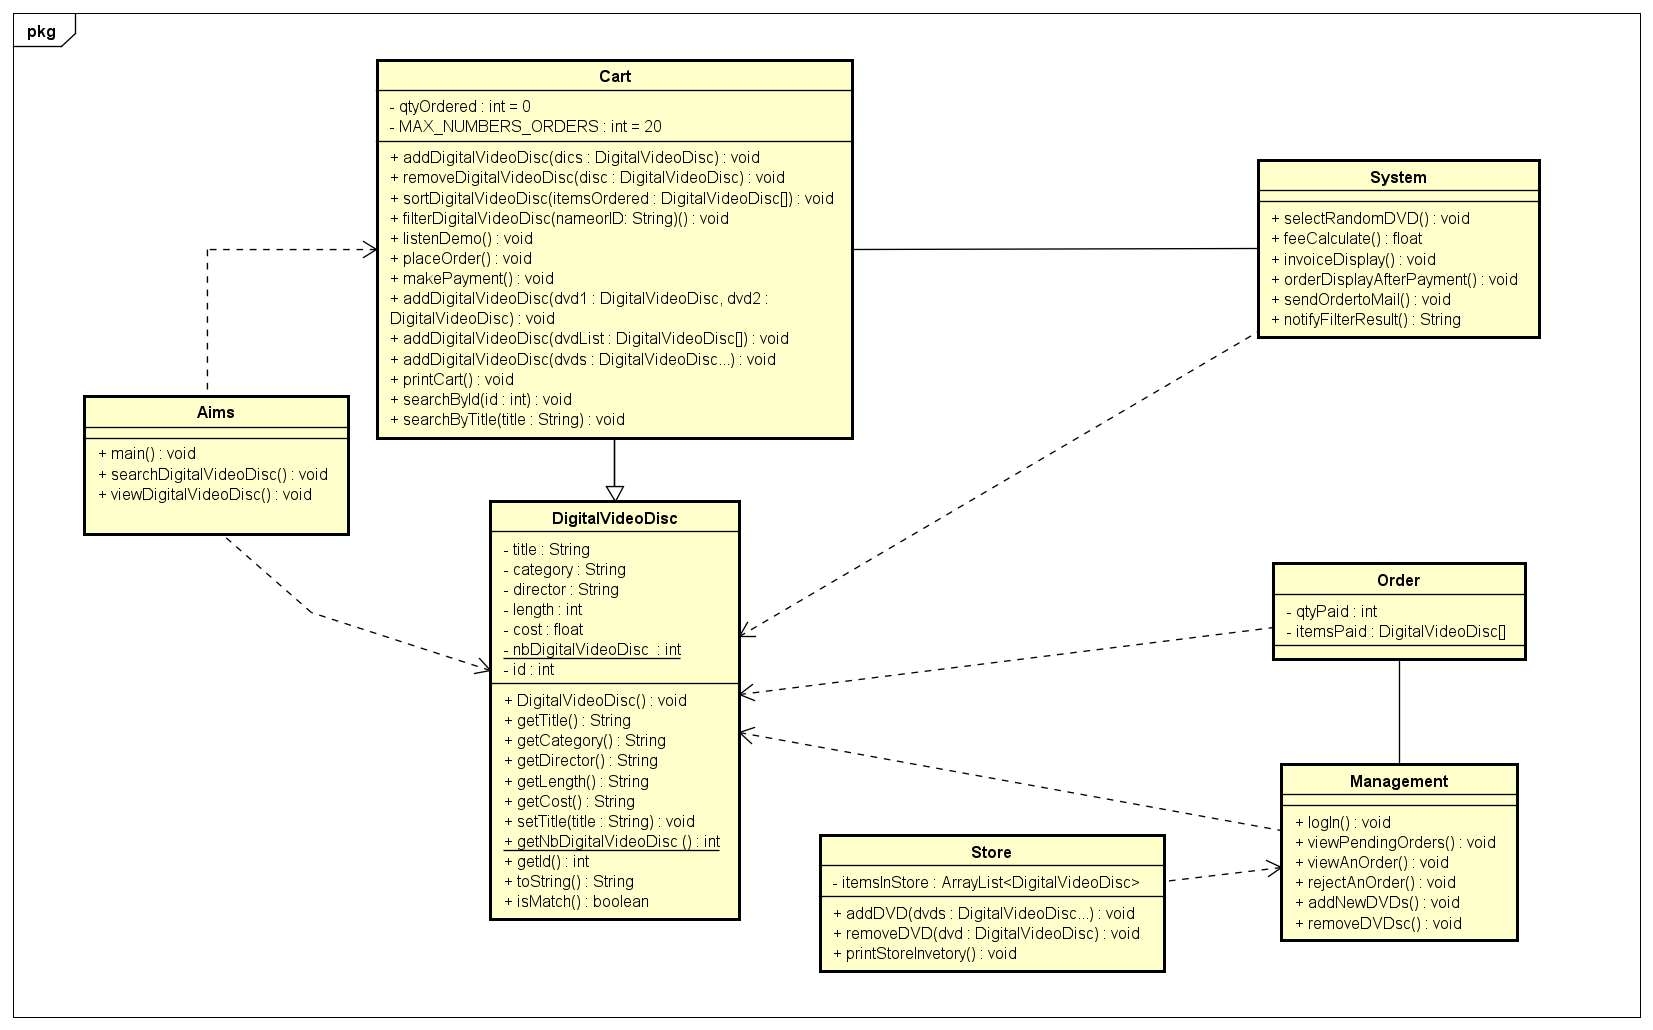 pkg
Cart
- qtyOrdered : int = 0
- MAX_NUMBERS_ORDERS : int = 20
+ addDigitalVideoDisc(dics : DigitalVideoDisc) : void
+ removeDigitalVideoDisc(disc : DigitalVideoDisc) : void
+ sortDigitalVideoDisc(itemsOrdered : DigitalVideoDisc[]) : void
+ filterDigitalVideoDisc(nameorID: String)() : void
+ listenDemo() : void
+ placeOrder() : void
+ makePayment() : void
+ addDigitalVideoDisc(dvd1 : DigitalVideoDisc, dvd2 :
DigitalVideoDisc) : void
+ addDigitalVideoDisc(dvdList : DigitalVideoDisc[]) : void
+ addDigitalVideoDisc(dvds : DigitalVideoDisc...) : void
+ printCart() : void
+ searchById(id : int) : void
+ searchByTitle(title : String) : void
System
+ selectRandomDVD() : void
+ feeCalculate() : float
+ invoiceDisplay() : void
+ orderDisplayAfterPayment() : void
+ sendOrdertoMail() : void
+ notifyFilterResult() : String
Aims
+ main() : void
+ searchDigitalVideoDisc() : void
+ viewDigitalVideoDisc() : void
DigitalVideoDisc
- title : String
- category : String
- director : String
- length : int
- cost : float
- nbDigitalVideoDisc : int
- id : int
+ DigitalVideoDisc() : void
+ getTitle() : String
+ getCategory() : String
+ getDirector() : String
+ getLength() : String
+ getCost() : String
+ setTitle(title : String) : void
+ getNbDigitalVideoDisc () : int
+ getId() : int
+ toString() : String
+ isMatch() : boolean
Order
- qtyPaid : int
- itemsPaid : DigitalVideoDisc[]
Management
+ logIn() : void
+ viewPendingOrders() : void
+ viewAnOrder() : void
+ rejectAnOrder() : void
+ addNewDVDs() : void
+ removeDVDsc() : void
Store
- itemsInStore : ArrayList<DigitalVideoDisc>
+ addDVD(dvds : DigitalVideoDisc...) : void
+ removeDVD(dvd : DigitalVideoDisc) : void
+ printStoreInvetory() : void